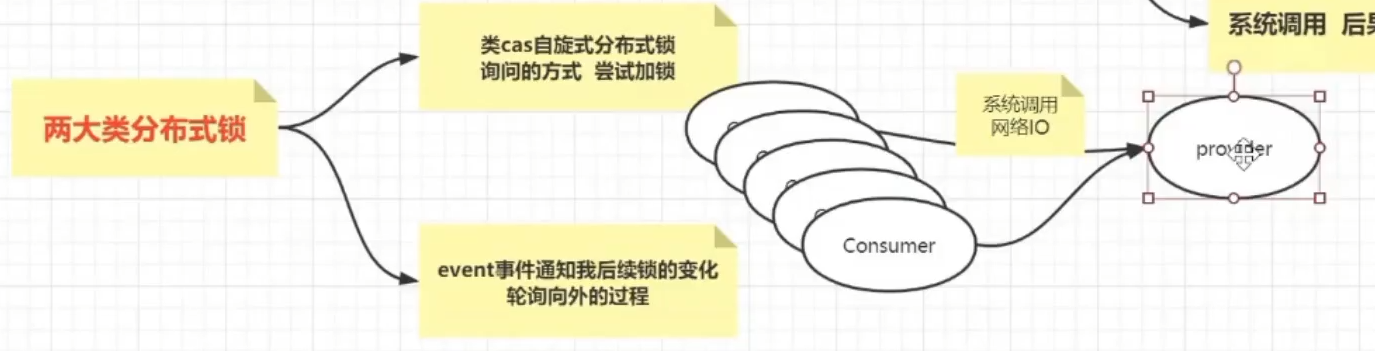 两大类分布式锁
类cas自旋式分布式锁
询问的方式 尝试加锁
event事件通知我后续锁的变化
轮询向外的过程
Consumer
系统调用
网络IO
provider
系统调用 后果